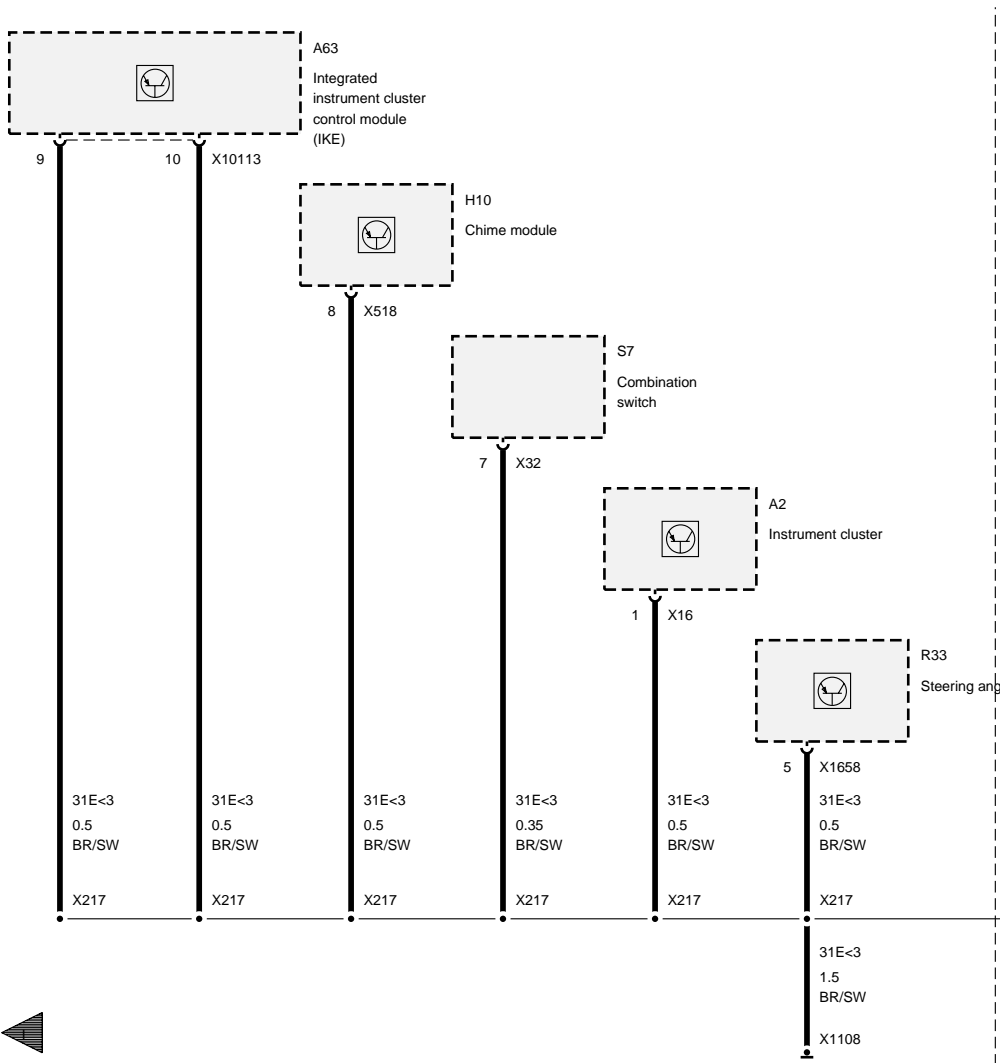 A63
Integrated
instrument cluster
control module
(IKE)
9 10 X10113
H10
Chime module
8 X518
S7
Combination
switch
7 X32
A2
Instrument cluster
1 X16
R33
Steering ang
5 X1658
31E<3 31E<3 31E<3 31E<3 31E<3 31E<3
0.5 0.5 0.5 0.35 0.5 0.5
BR/SW BR/SW BR/SW BR/SW BR/SW BR/SW
X217 X217 X217 X217 X217 X217
31E<3
1.5
BR/SW
X1108